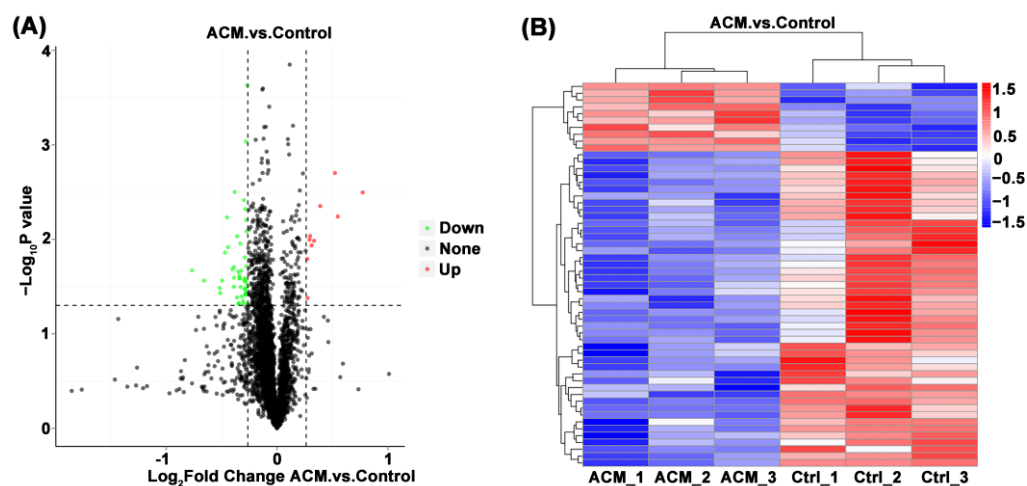 (A)
ACM.vs.Control
4
3
2
1
0
−Log10P value
-1
0
1
Log2Fold Change ACM.vs.Control
Down
None
Up
(B)
ACM.vs.Control
1.5
1
0.5
0
−0.5
−1
−1.5
ACM_1 ACM_2 ACM_3 Ctrl_1 Ctrl_2 Ctrl_3